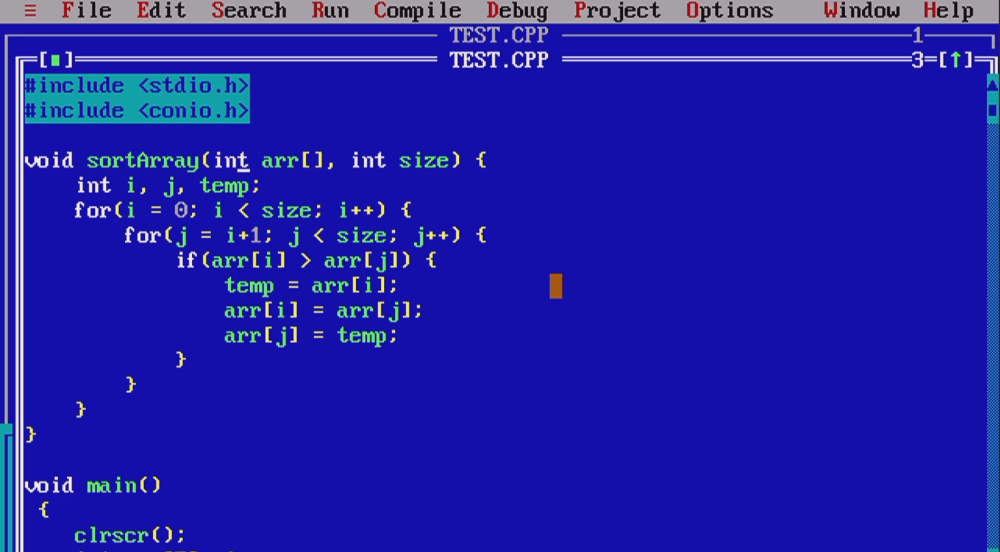 ≡ File Edit Search Run Compile Debug Project Options Window Help
TEST.CPP 1
[■] TEST.CPP 3=[↑]
#include <stdio.h>
#include <conio.h>
void sortArray(int arr[], int size) {
    int i, j, temp;
    for(i = 0; i < size; i++) {
        for(j = i+1; j < size; j++) {
            if(arr[i] > arr[j]) {
                temp = arr[i];
                arr[i] = arr[j];
                arr[j] = temp;
            }
        }
    }
}
void main()
 {
    clrscr();